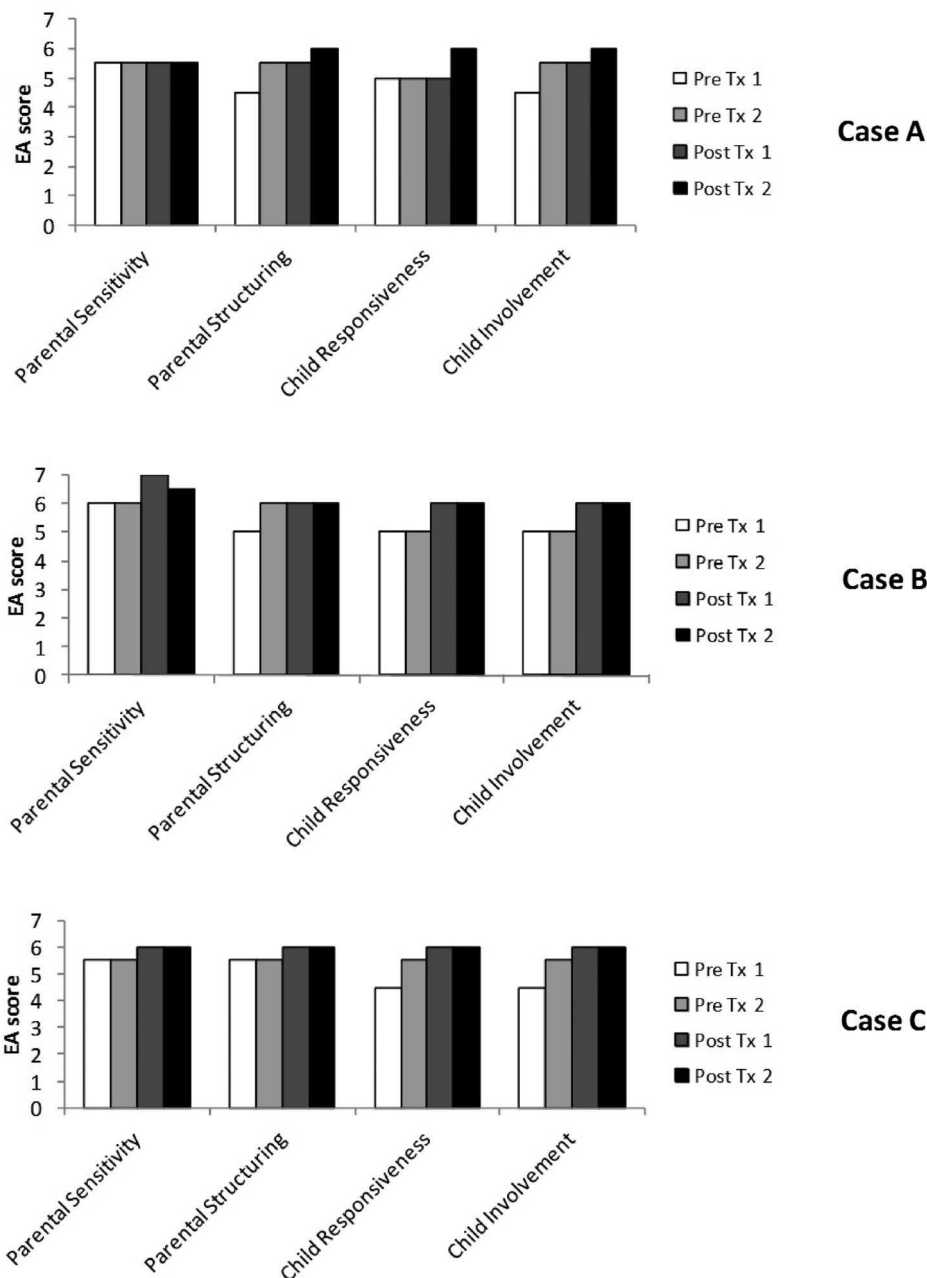 7
6
5
4
3
2
1
0
EA score
Parental Sensitivity
Parental Structuring
Child Responsiveness
Child Involvement
Pre Tx 1
Pre Tx 2
Post Tx 1
Post Tx 2
Case A
7
6
5
4
3
2
1
0
EA score
Parental Sensitivity
Parental Structuring
Child Responsiveness
Child Involvement
Pre Tx 1
Pre Tx 2
Post Tx 1
Post Tx 2
Case B
7
6
5
4
3
2
1
0
EA score
Parental Sensitivity
Parental Structuring
Child Responsiveness
Child Involvement
Pre Tx 1
Pre Tx 2
Post Tx 1
Post Tx 2
Case C